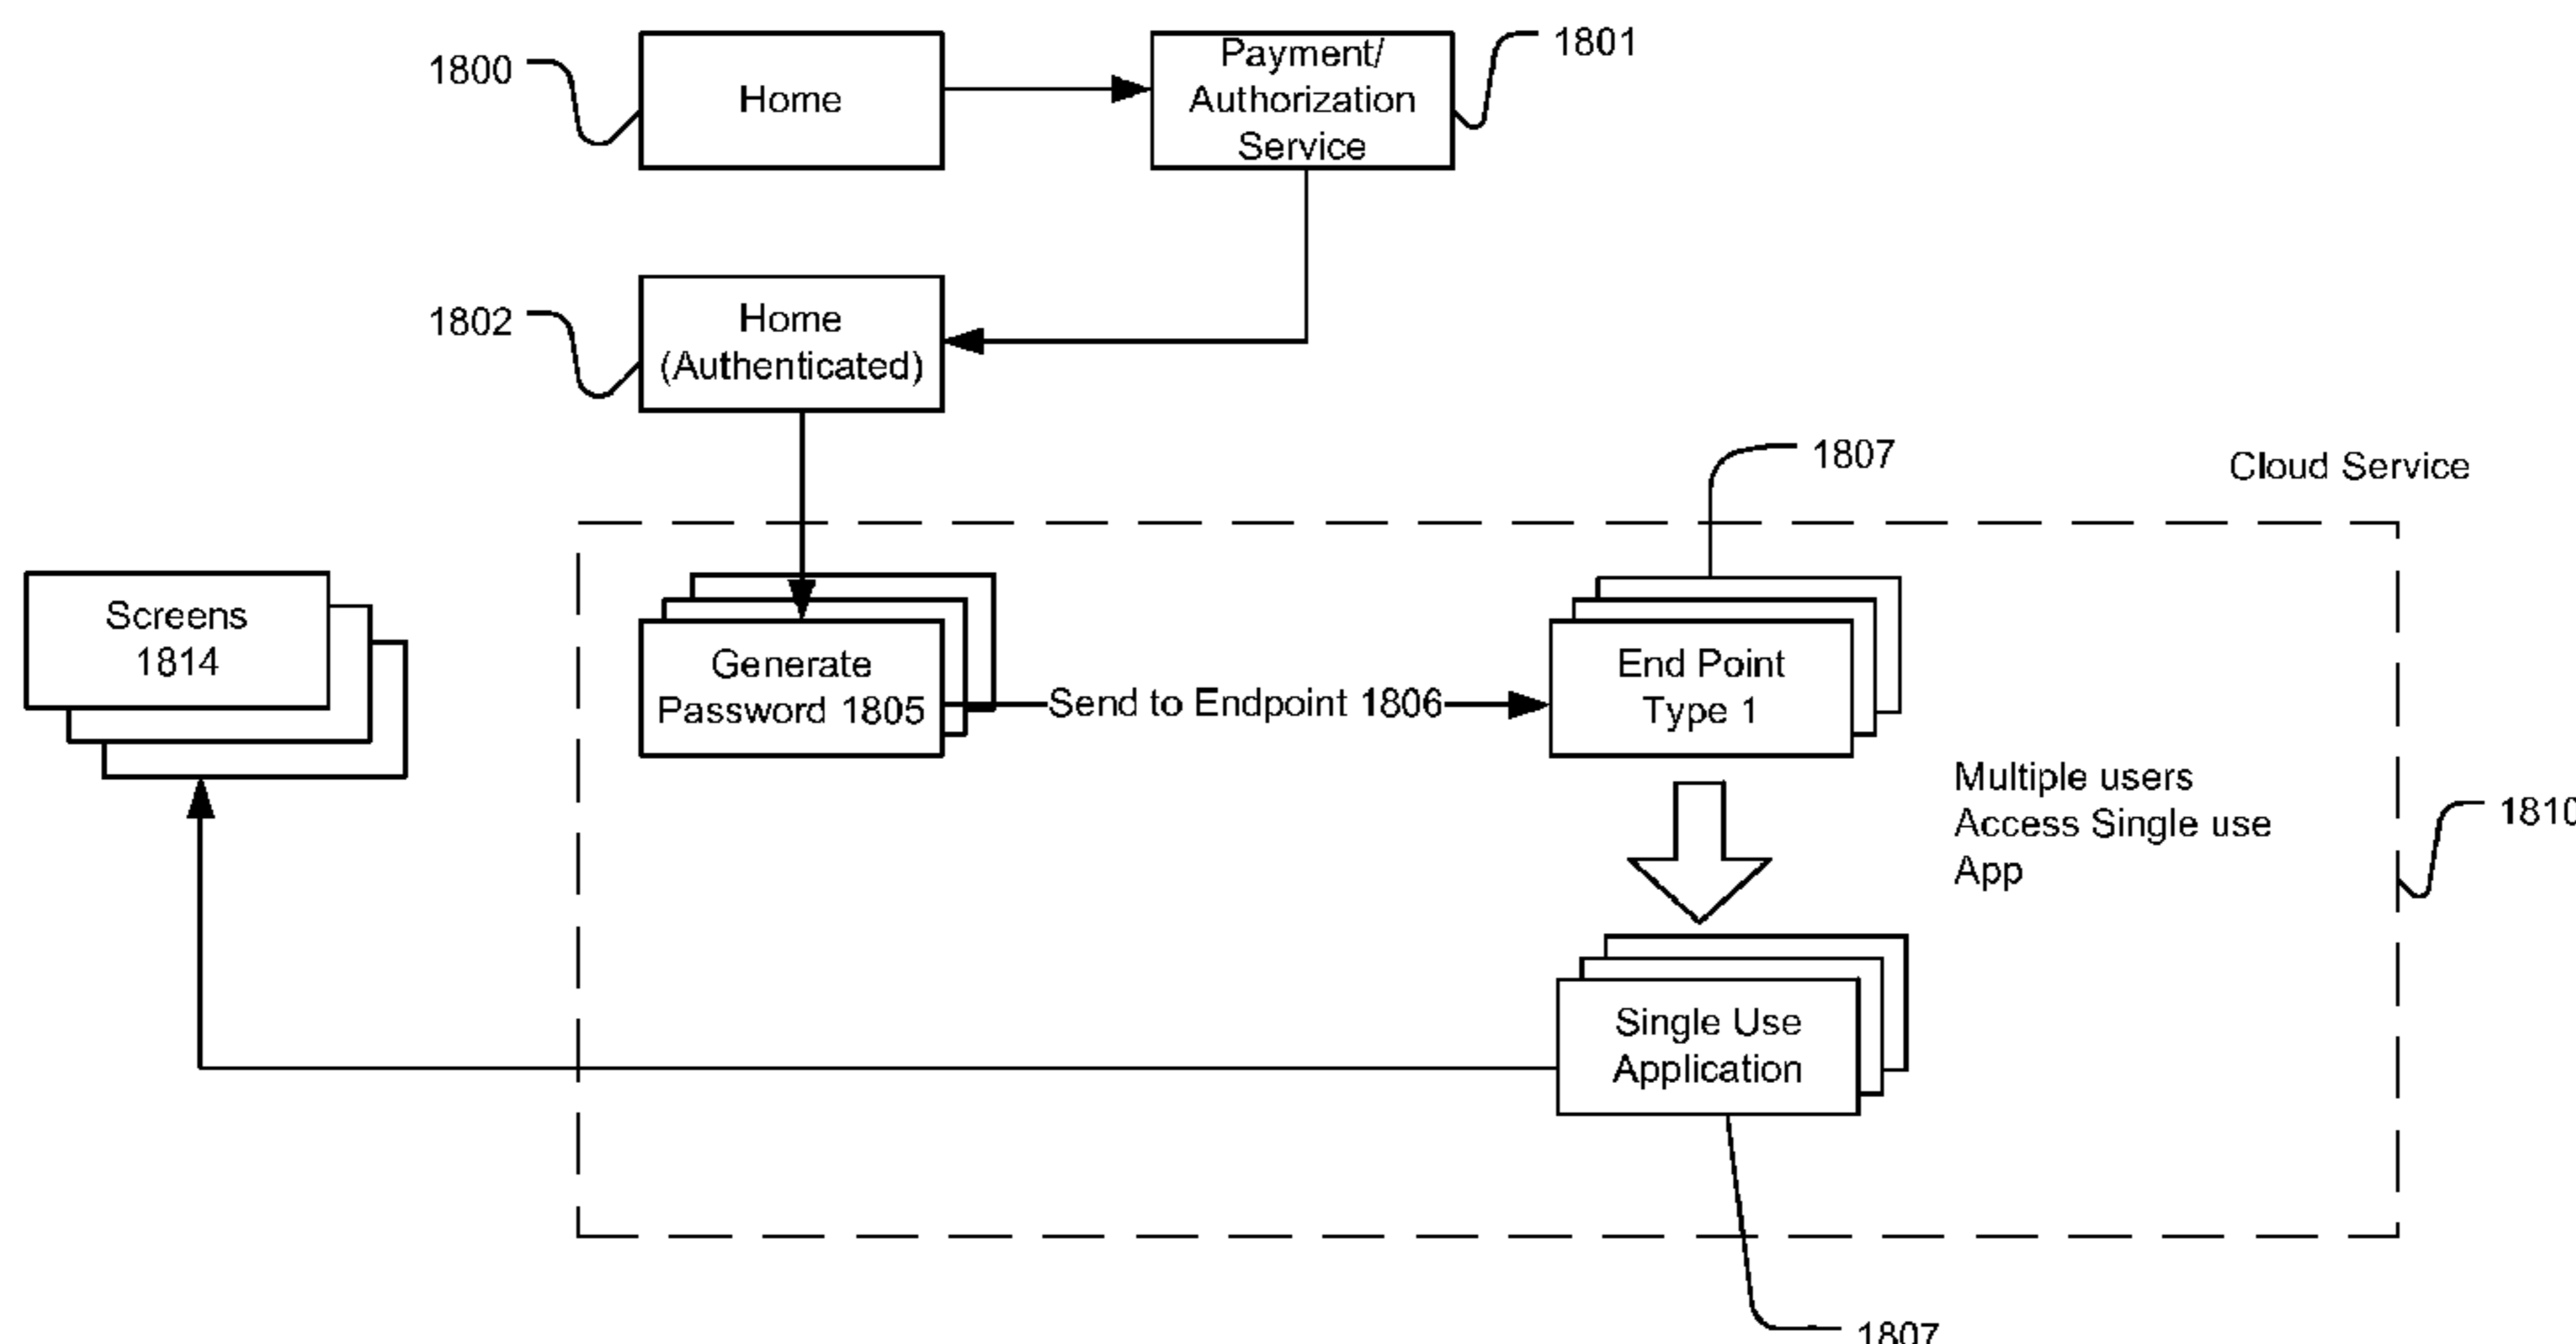 1800
Home
Payment/
Authorization
Service
1801
1802
Home
(Authenticated)
1807
Cloud Service
Screens
1814
Generate
Password 1805
Send to Endpoint 1806
End Point
Type 1
Multiple users
Access Single use
App
1810
Single Use
Application
1807